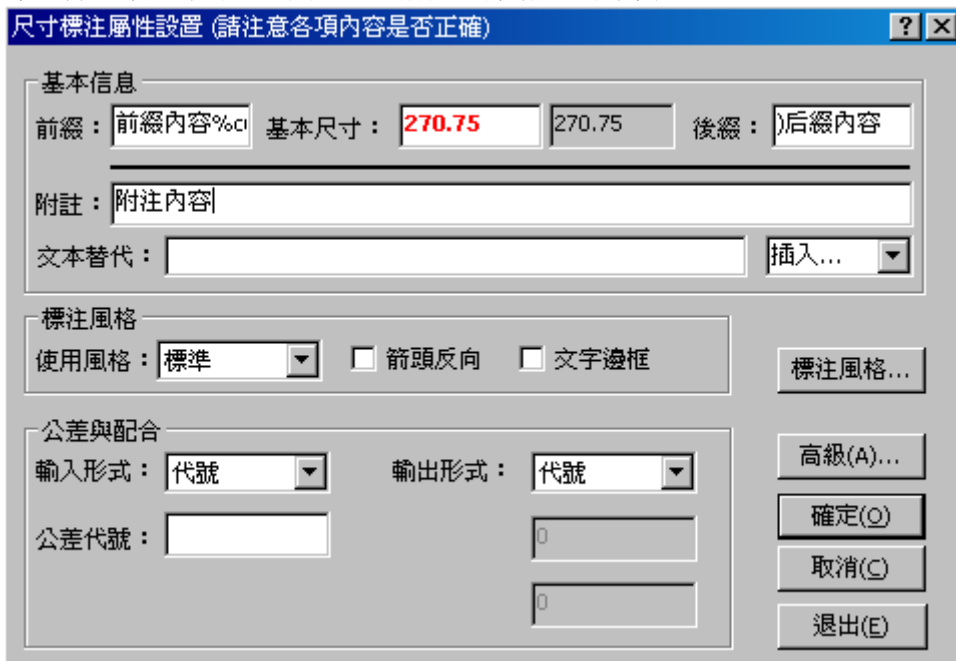 尺寸標注屬性設置 (請注意各項內容是否正確)
基本信息
前綴： 前綴內容%c 基本尺寸： 270.75 270.75 後綴： )后綴內容
附註： 附注內容
文本替代： 插入...
標注風格
使用風格： 標準 箭頭反向 文字邊框 標注風格...
公差與配合
輸入形式： 代號 輸出形式： 代號 高級(A)...
公差代號： 0 確定(O)
取消(C)
0 退出(E)